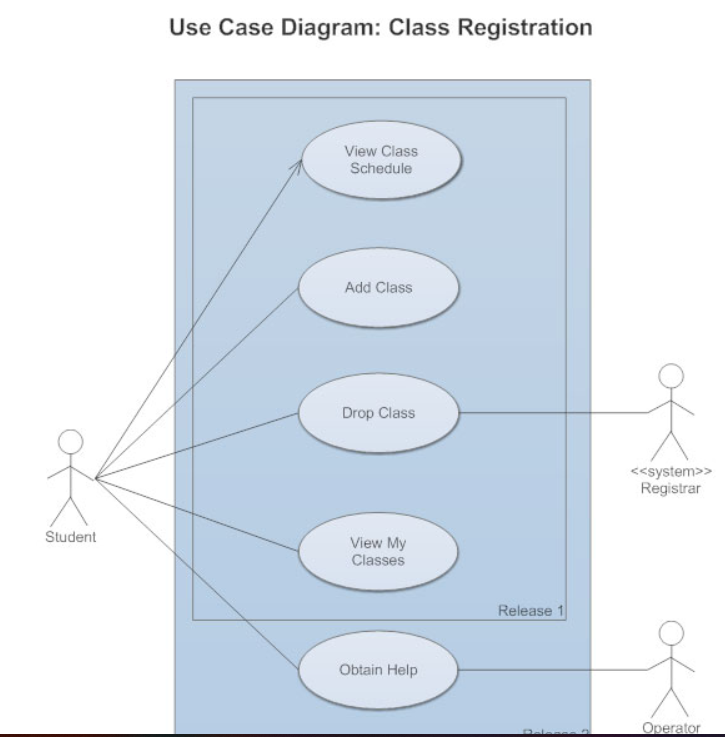 Use Case Diagram: Class Registration
View Class
Schedule
Add Class
Drop Class
<<system>>
Registrar
Student
View My
Classes
Release 1
Obtain Help
Operator